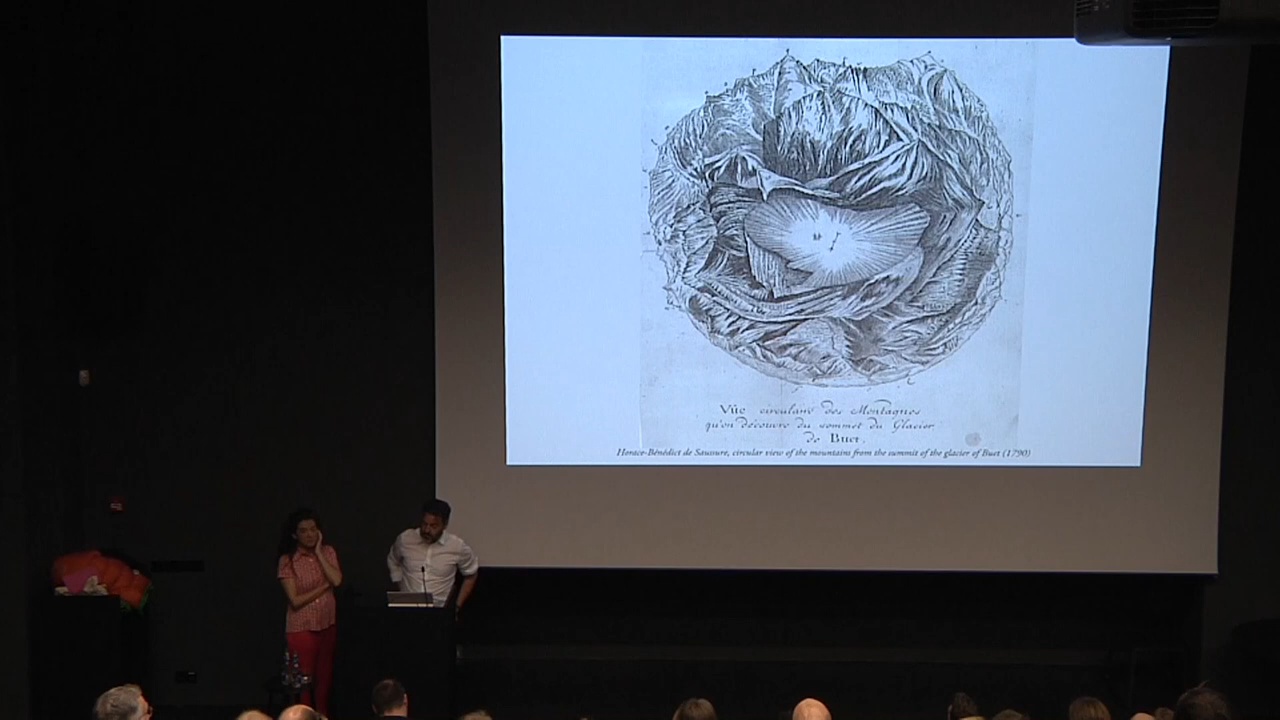 Vûe circulaire des Montagnes
qu'on découvre du sommet du Glacier
de Buet.
Horace-Bénédict de Saussure, circular view of the mountains from the summit of the glacier of Buet (1790)